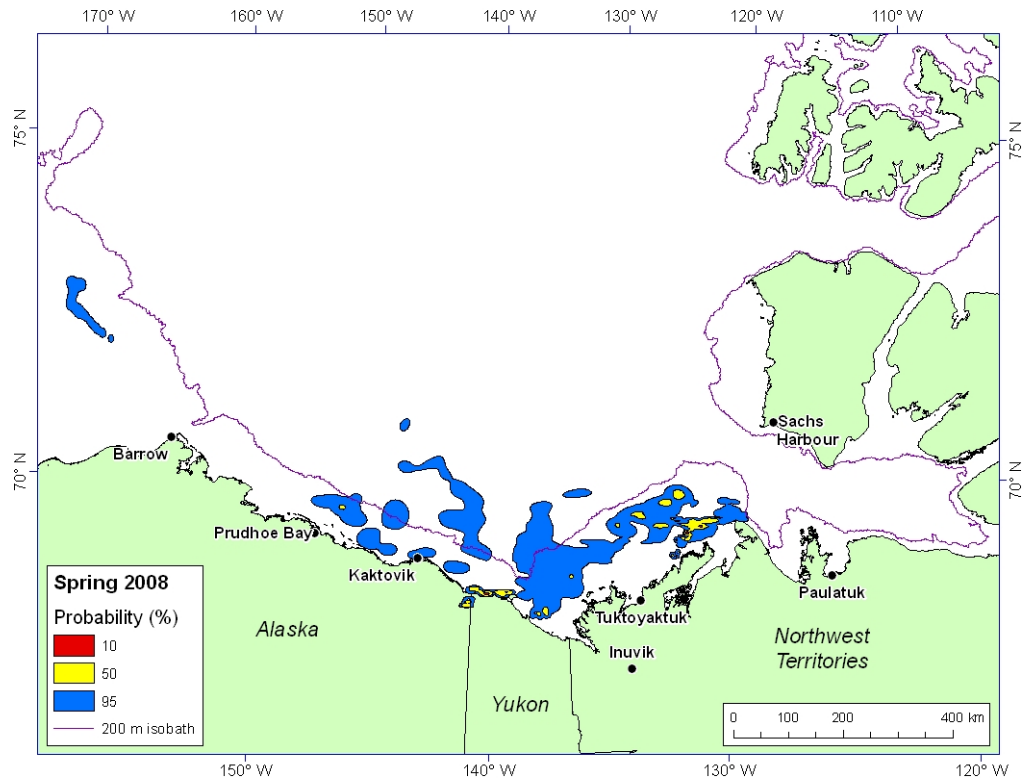 170° W 160° W 150° W 140° W 130° W 120° W 110° W
75° N 75° N
Sachs
Harbour
Barrow
70° N 70° N
Prudhoe Bay
Kaktovik
Paulatuk
Tuktoyaktuk
Alaska
Northwest
Territories
Inuvik
Yukon
Spring 2008
Probability (%)
10
50
95
200 m isobath
0 100 200 400 km
150° W 140° W 130° W 120° W